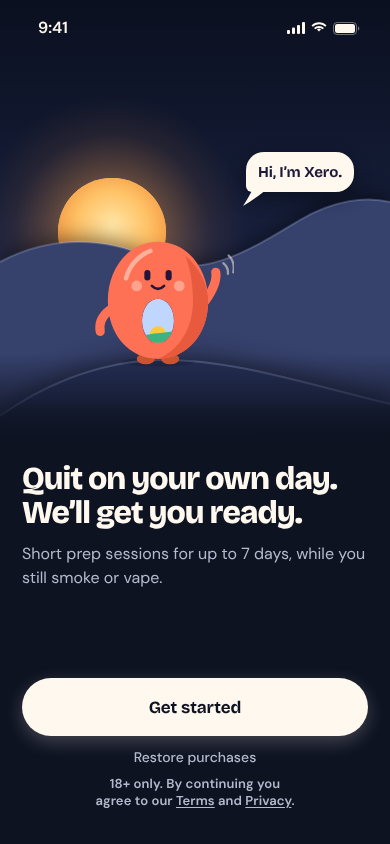 9:41
Hi, I'm Xero.
Quit on your own day.
We'll get you ready.
Short prep sessions for up to 7 days, while you
still smoke or vape.
Get started
Restore purchases
18+ only. By continuing you
agree to our Terms and Privacy.